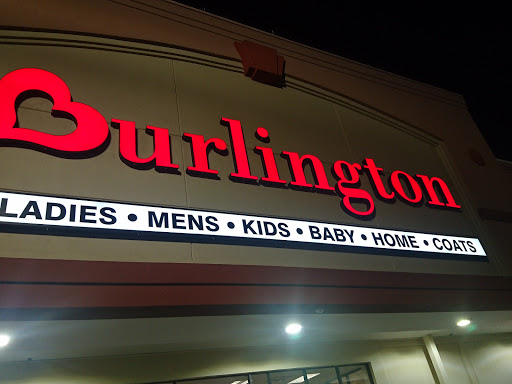 Burlington
LADIES • MENS • KIDS • BABY • HOME • COATS